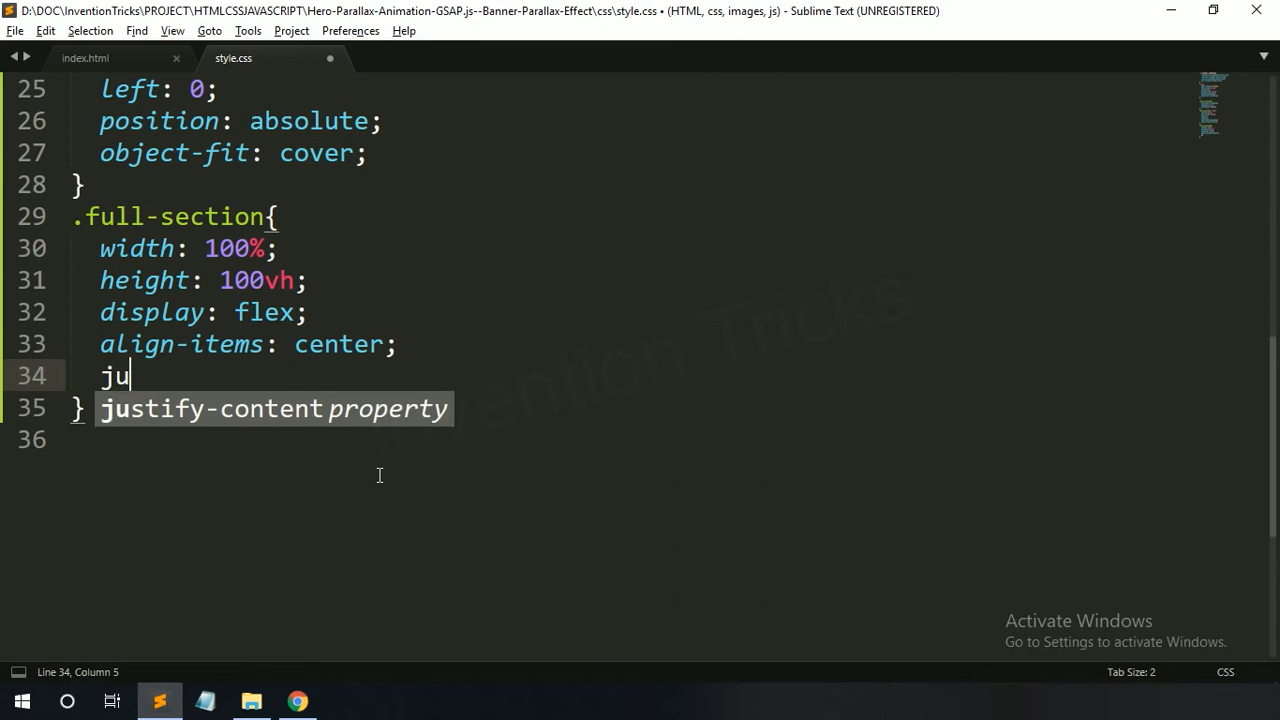 D:\DOC\InventionTricks\PROJECT\HTMLCSSJAVASCRIPT\Hero-Parallax-Animation-GSAP.js--Banner-Parallax-Effect\css\style.css • (HTML, css, images, js) - Sublime Text (UNREGISTERED)
File Edit Selection Find View Goto Tools Project Preferences Help
index.html style.css
25 left: 0;
26 position: absolute;
27 object-fit: cover;
28 }
29 .full-section{
30 width: 100%;
31 height: 100vh;
32 display: flex;
33 align-items: center;
34 ju
35 } justify-content property
36
Invention Tricks
Activate Windows
Go to Settings to activate Windows.
Line 34, Column 5 Tab Size: 2 CSS